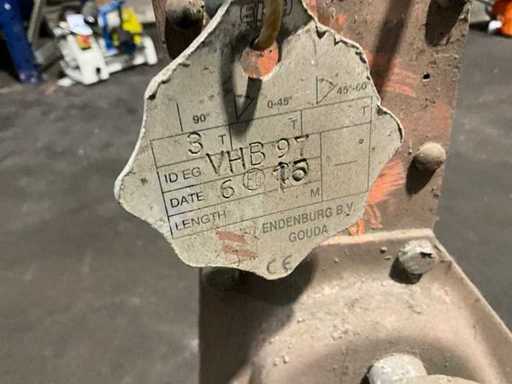 90° 0-45° 45°-60°
3 T T T
ID EG VHB 97
DATE 6 15
LENGTH M
ENDENBURG B.V.
GOUDA
CE